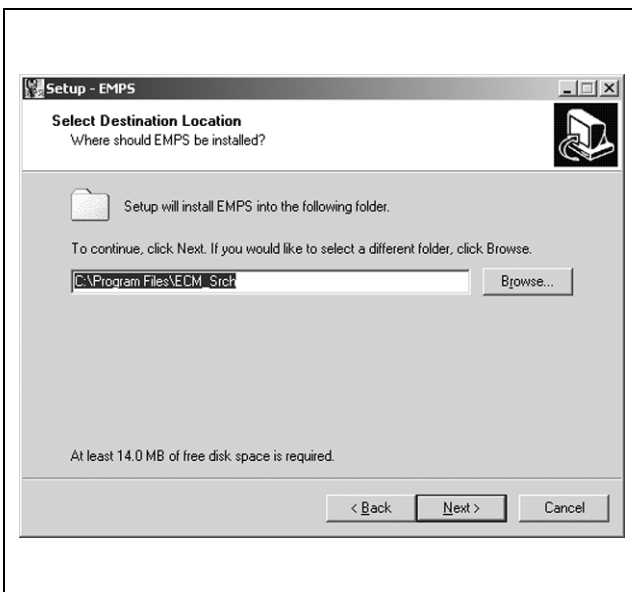 Setup - EMPS
Select Destination Location
Where should EMPS be installed?
Setup will install EMPS into the following folder.
To continue, click Next. If you would like to select a different folder, click Browse.
C:\Program Files\ECM_Srch
Browse...
At least 14.0 MB of free disk space is required.
< Back
Next >
Cancel